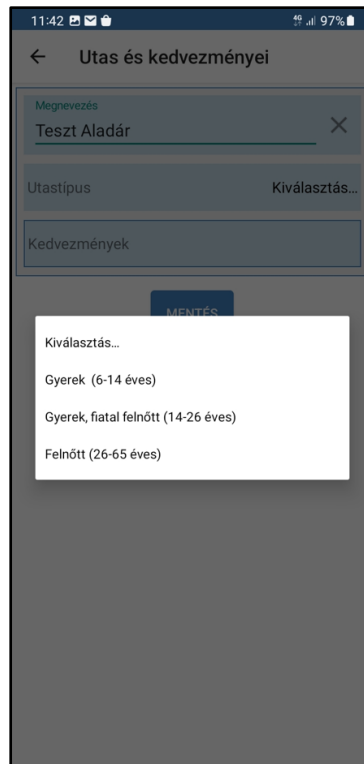 11:42 4G 97%
Utas és kedvezményei
Megnevezés
Teszt Aladár
Utastípus Kiválasztás...
Kedvezmények
MENTÉS
Kiválasztás...
Gyerek (6-14 éves)
Gyerek, fiatal felnőtt (14-26 éves)
Felnőtt (26-65 éves)